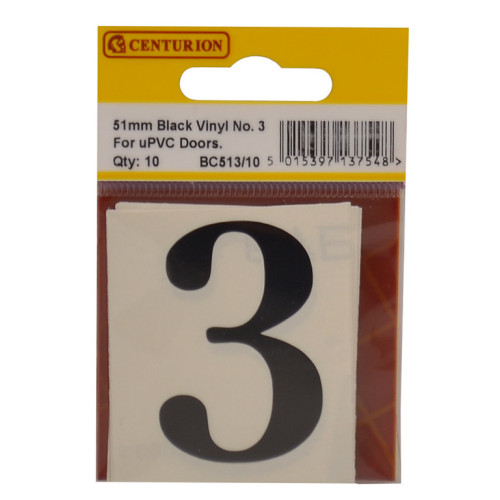 CENTURION
51mm Black Vinyl No. 3
For uPVC Doors.
Qty: 10 BC513/10 5 015397 137548 >
3